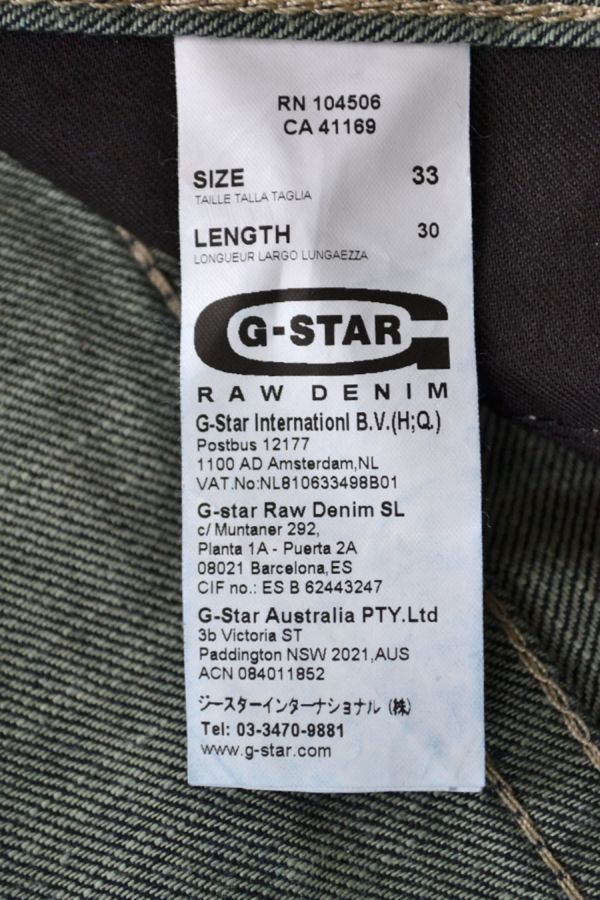 RN 104506
CA 41169
SIZE 33
TAILLE TALLA TAGLIA
LENGTH 30
LONGUEUR LARGO LUNGAEZZA
G-STAR
RAW DENIM
G-Star Internationl B.V.(H;Q.)
Postbus 12177
1100 AD Amsterdam,NL
VAT.No:NL810633498B01
G-star Raw Denim SL
c/ Muntaner 292,
Planta 1A - Puerta 2A
08021 Barcelona,ES
CIF no.: ES B 62443247
G-Star Australia PTY.Ltd
3b Victoria ST
Paddington NSW 2021,AUS
ACN 084011852
ジースターインターナショナル (株)
Tel: 03-3470-9881
www.g-star.com